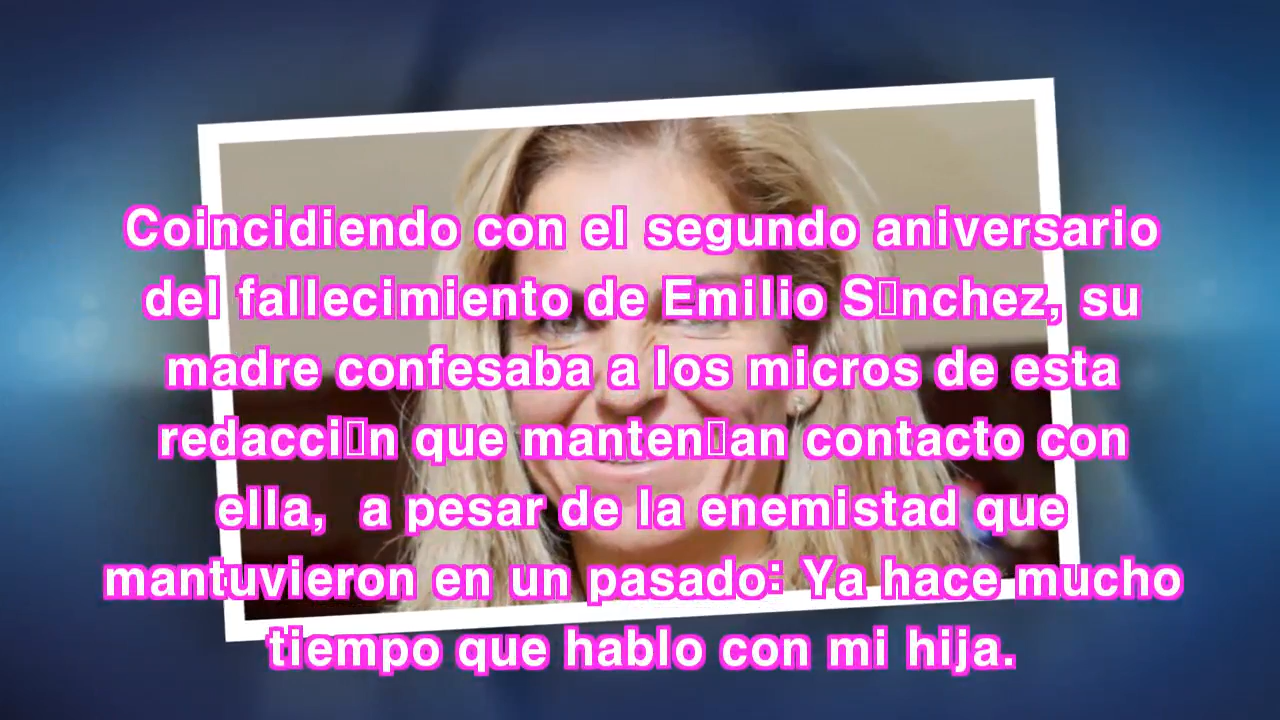 Coincidiendo con el segundo aniversario
del fallecimiento de Emilio S▯nchez, su
madre confesaba a los micros de esta
redacci▯n que manten▯an contacto con
ella,  a pesar de la enemistad que
mantuvieron en un pasado: Ya hace mucho
tiempo que hablo con mi hija.